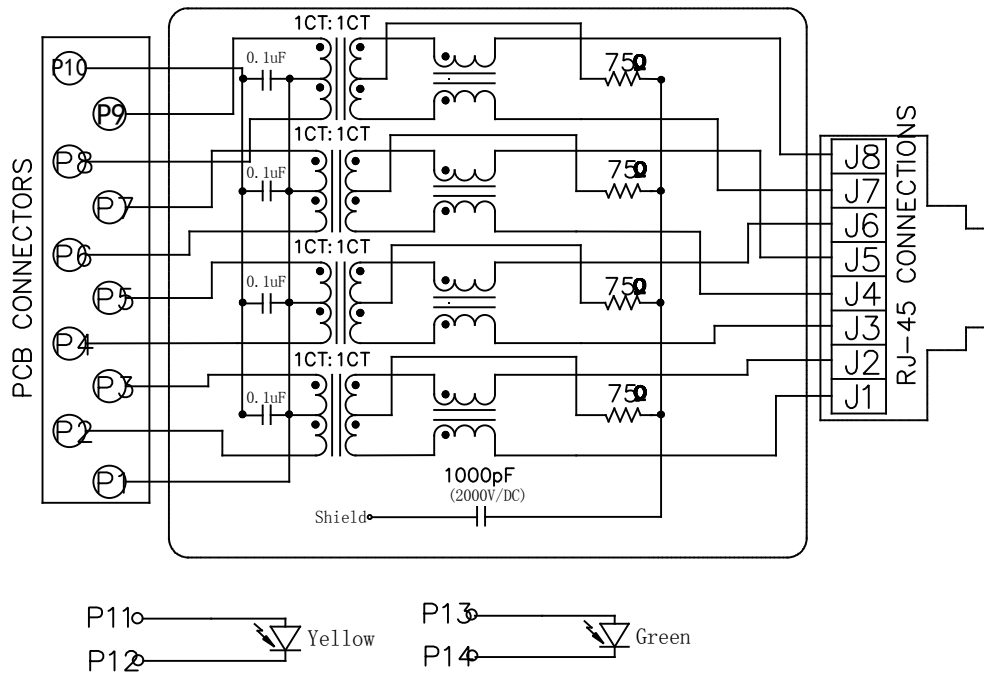 1CT:1CT
0.1uF
75Ω
P10
P9
1CT:1CT
P8
0.1uF
75Ω
J8
P7
J7
1CT:1CT
J6
P6
J5
0.1uF
75Ω
P5
J4
J3
P4
1CT:1CT
J2
P3
0.1uF
75Ω
J1
P2
P1
PCB CONNECTORS
RJ-45 CONNECTIONS
1000pF
(2000V/DC)
Shield
P11
Yellow
P12
P13
Green
P14